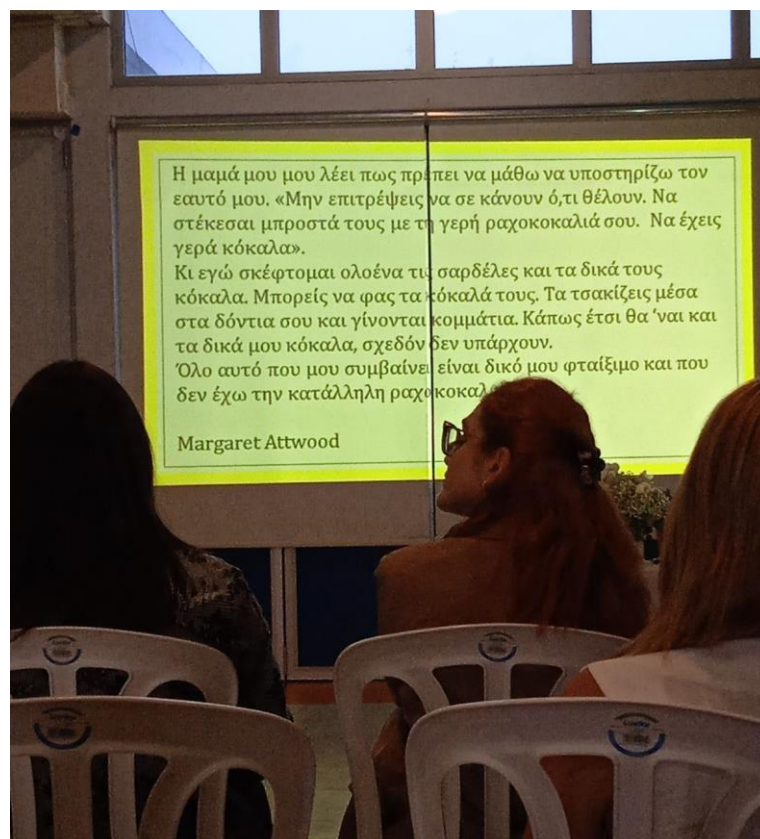 Η μαμά μου μου λέει πως πρέπει να μάθω να υποστηρίζω τον
εαυτό μου. «Μην επιτρέψεις να σε κάνουν ό,τι θέλουν. Να
στέκεσαι μπροστά τους με τη γερή ραχοκοκαλιά σου. Να έχεις
γερά κόκαλα».
Κι εγώ σκέφτομαι ολοένα τις σαρδέλες και τα δικά τους
κόκαλα. Μπορείς να φας τα κόκαλά τους. Τα τσακίζεις μέσα
στα δόντια σου και γίνονται κομμάτια. Κάπως έτσι θα 'ναι και
τα δικά μου κόκαλα, σχεδόν δεν υπάρχουν.
Όλο αυτό που μου συμβαίνει είναι δικό μου φταίξιμο και που
δεν έχω την κατάλληλη
Margaret Attwood